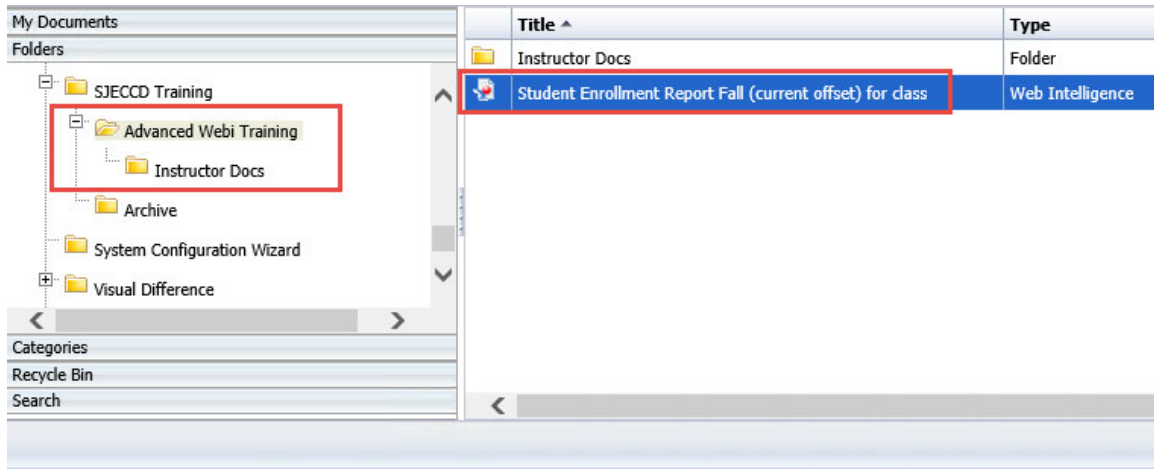 My Documents
Folders
SJECCD Training
Advanced Webi Training
Instructor Docs
Archive
System Configuration Wizard
Visual Difference
Categories
Recycle Bin
Search
Title Type
Instructor Docs Folder
Student Enrollment Report Fall (current offset) for class Web Intelligence